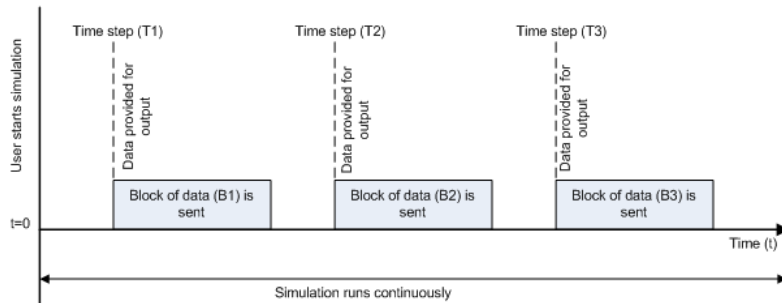 User starts simulation
Time step (T1)
Time step (T2)
Time step (T3)
Data provided for
output
Data provided for
output
Data provided for
output
Block of data (B1) is
sent
Block of data (B2) is
sent
Block of data (B3) is
sent
t=0
Time (t)
Simulation runs continuously